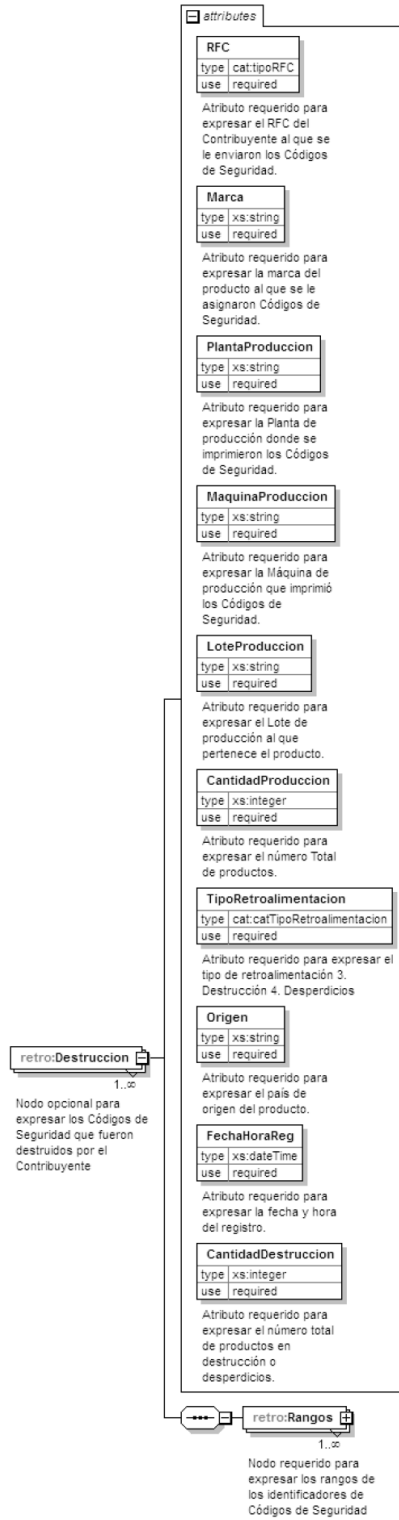 attributes
RFC
type cat:tipoRFC
use required
Atributo requerido para
expresar el RFC del
Contribuyente al que se
le enviaron los Códigos
de Seguridad.
Marca
type xs:string
use required
Atributo requerido para
expresar la marca del
producto al que se le
asignaron Códigos de
Seguridad.
PlantaProduccion
type xs:string
use required
Atributo requerido para
expresar la Planta de
producción donde se
imprimieron los Códigos
de Seguridad.
MaquinaProduccion
type xs:string
use required
Atributo requerido para
expresar la Máquina de
producción que imprimió
los Códigos de
Seguridad.
LoteProduccion
type xs:string
use required
Atributo requerido para
expresar el Lote de
producción al que
pertenece el producto.
CantidadProduccion
type xs:integer
use required
Atributo requerido para
expresar el número Total
de productos.
TipoRetroalimentacion
type cat:catTipoRetroalimentacion
use required
Atributo requerido para expresar el
tipo de retroalimentación 3.
Destrucción 4. Desperdicios
Origen
type xs:string
use required
Atributo requerido para
expresar el país de
origen del producto.
FechaHoraReg
type xs:dateTime
use required
Atributo requerido para
expresar la fecha y hora
del registro.
CantidadDestruccion
type xs:integer
use required
Atributo requerido para
expresar el número total
de productos en
destrucción o
desperdicios.
retro:Destruccion
1..∞
Nodo opcional para
expresar los Códigos de
Seguridad que fueron
destruidos por el
Contribuyente
retro:Rangos
1..∞
Nodo requerido para
expresar los rangos de
los identificadores de
Códigos de Seguridad